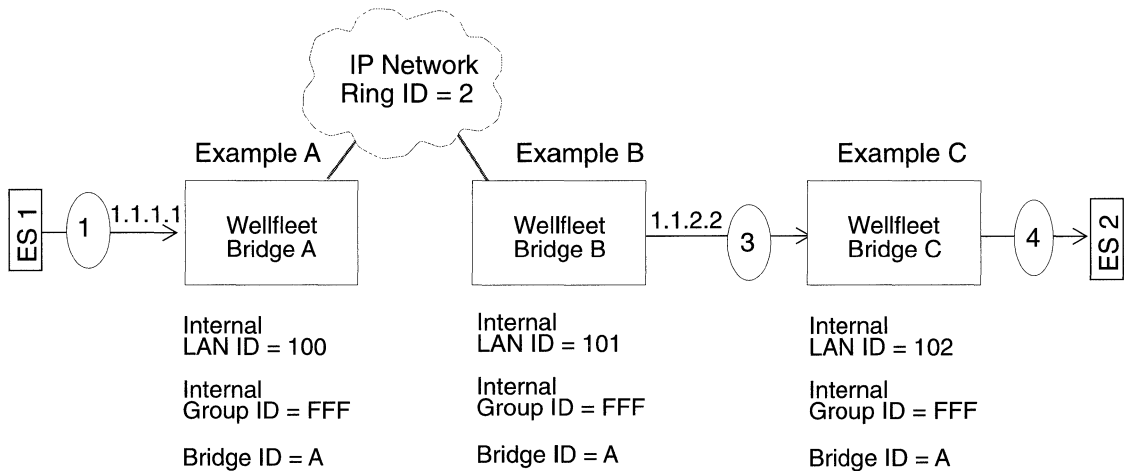 IP Network
Ring ID = 2
Example A
Example B
Example C
ES 1
1
1.1.1.1
Wellfleet
Bridge A
Wellfleet
Bridge B
1.1.2.2
3
Wellfleet
Bridge C
4
ES 2
Internal
LAN ID = 100
Internal
Group ID = FFF
Bridge ID = A
Internal
LAN ID = 101
Internal
Group ID = FFF
Bridge ID = A
Internal
LAN ID = 102
Internal
Group ID = FFF
Bridge ID = A